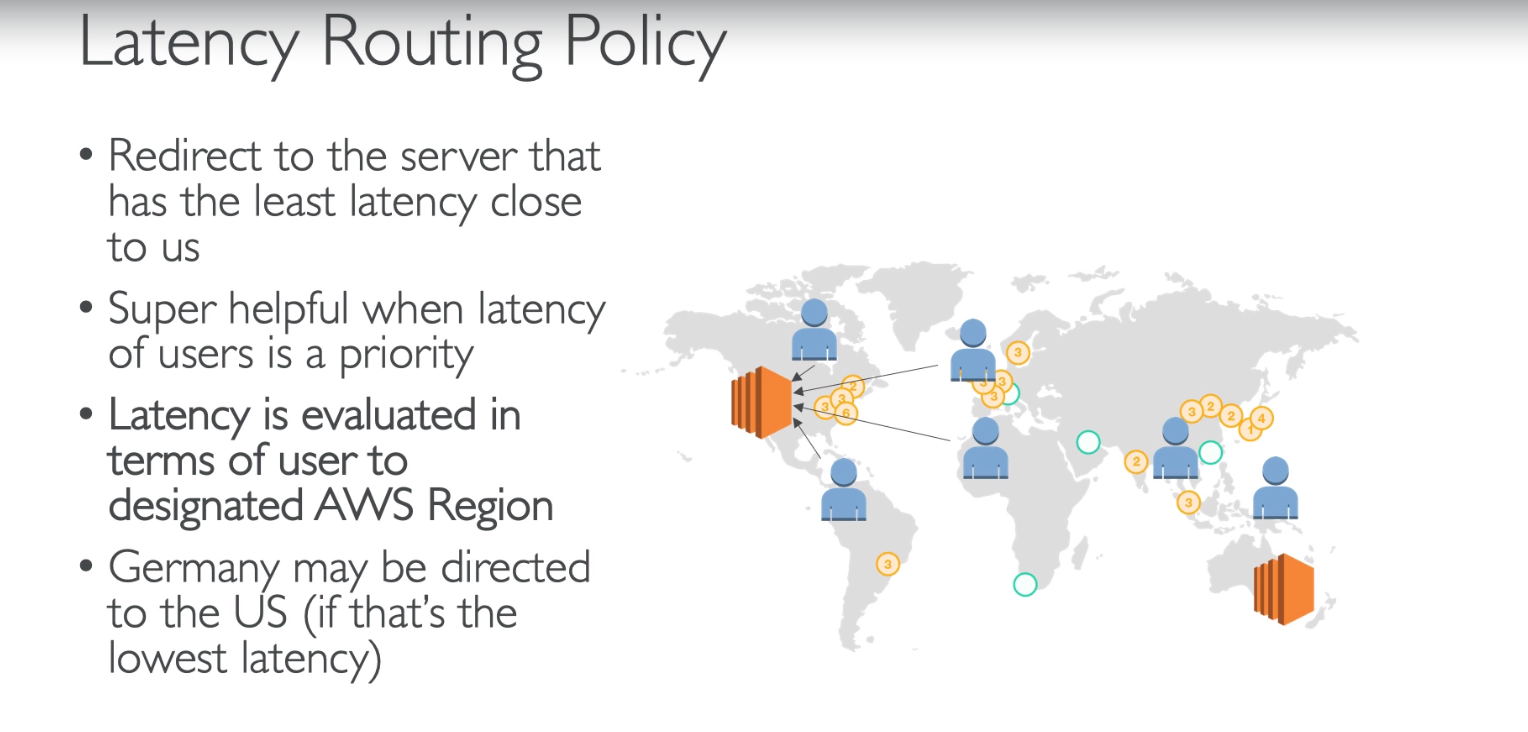 Latency Routing Policy
• Redirect to the server that
has the least latency close
to us
• Super helpful when latency
of users is a priority
• Latency is evaluated in
terms of user to
designated AWS Region
• Germany may be directed
to the US (if that's the
lowest latency)
3
2
3
3
6
3
3
3
3
3
2
2
4
1
2
3